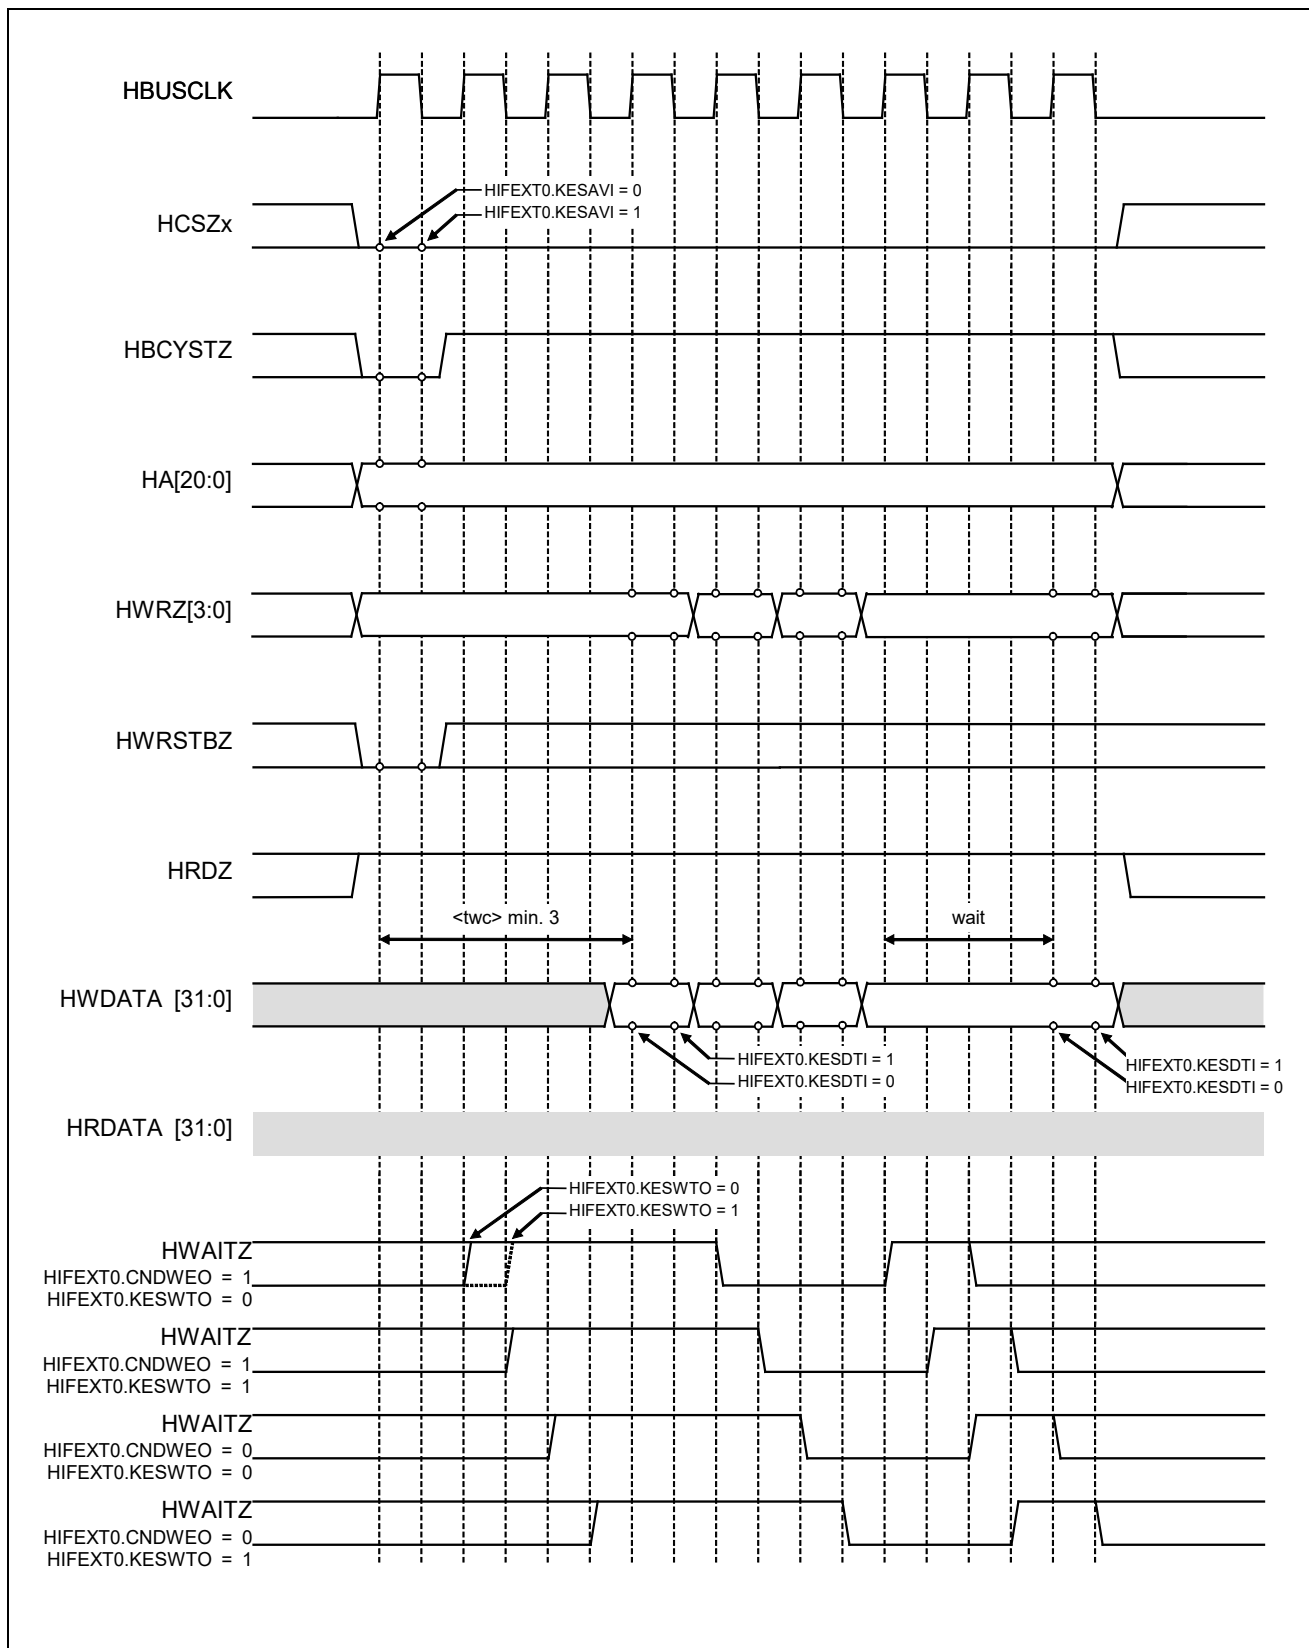 HBUSCLK
HIFEXT0.KESAVI = 0
HIFEXT0.KESAVI = 1
HCSZx
HBCYSTZ
HA[20:0]
HWRZ[3:0]
HWRSTBZ
HRDZ
<twc> min. 3
wait
HWDATA [31:0]
HIFEXT0.KESDTI = 1
HIFEXT0.KESDTI = 0
HIFEXT0.KESDTI = 1
HIFEXT0.KESDTI = 0
HRDATA [31:0]
HIFEXT0.KESWTO = 0
HIFEXT0.KESWTO = 1
HWAITZ
HIFEXT0.CNDWEO = 1
HIFEXT0.KESWTO = 0
HWAITZ
HIFEXT0.CNDWEO = 1
HIFEXT0.KESWTO = 1
HWAITZ
HIFEXT0.CNDWEO = 0
HIFEXT0.KESWTO = 0
HWAITZ
HIFEXT0.CNDWEO = 0
HIFEXT0.KESWTO = 1